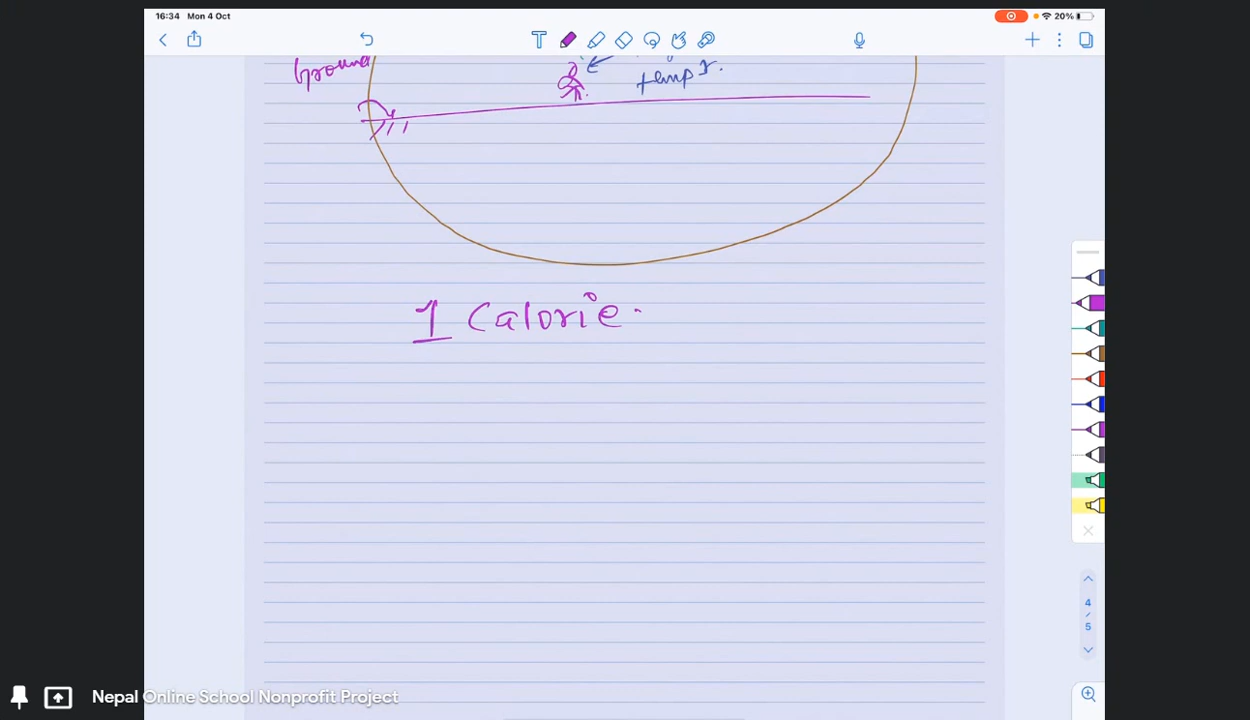 16:34 Mon 4 Oct
20%
Ground
temp r.
1 Calorie.
4
5
Nepal Online School Nonprofit Project